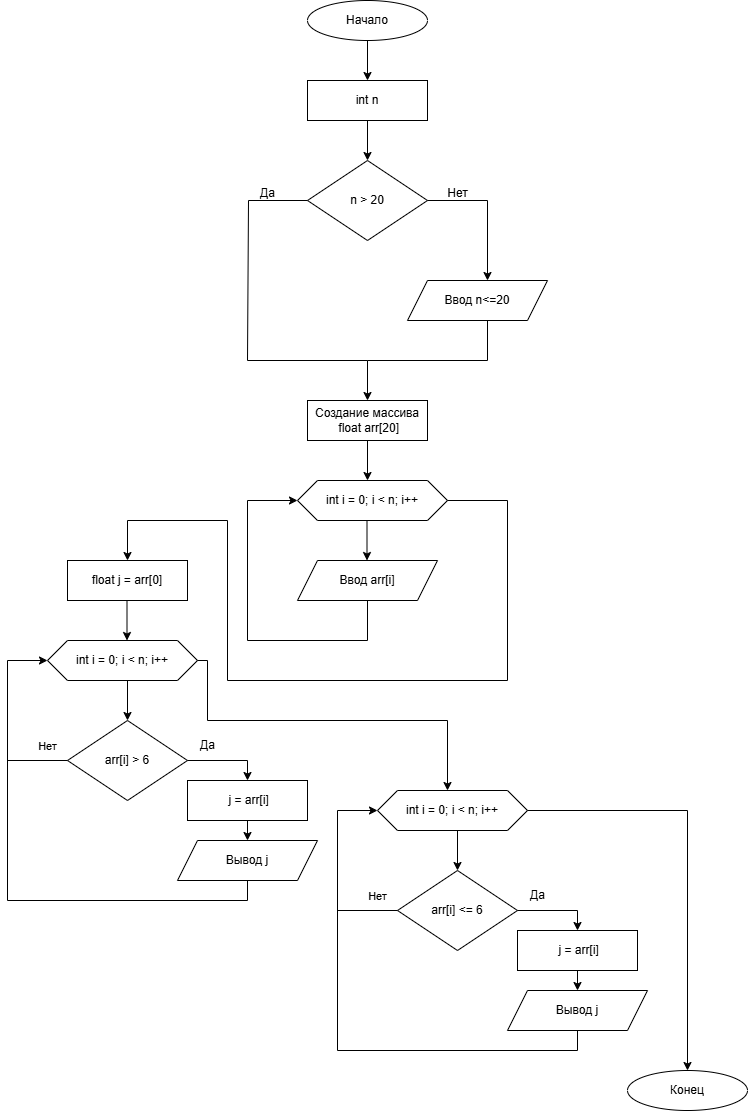 Начало
int n
Да
n > 20
Нет
Ввод n<=20
Создание массива
float arr[20]
int i = 0; i < n; i++
Ввод arr[i]
float j = arr[0]
int i = 0; i < n; i++
Нет
arr[i] > 6
Да
j = arr[i]
Вывод j
int i = 0; i < n; i++
Нет
arr[i] <= 6
Да
j = arr[i]
Вывод j
Конец